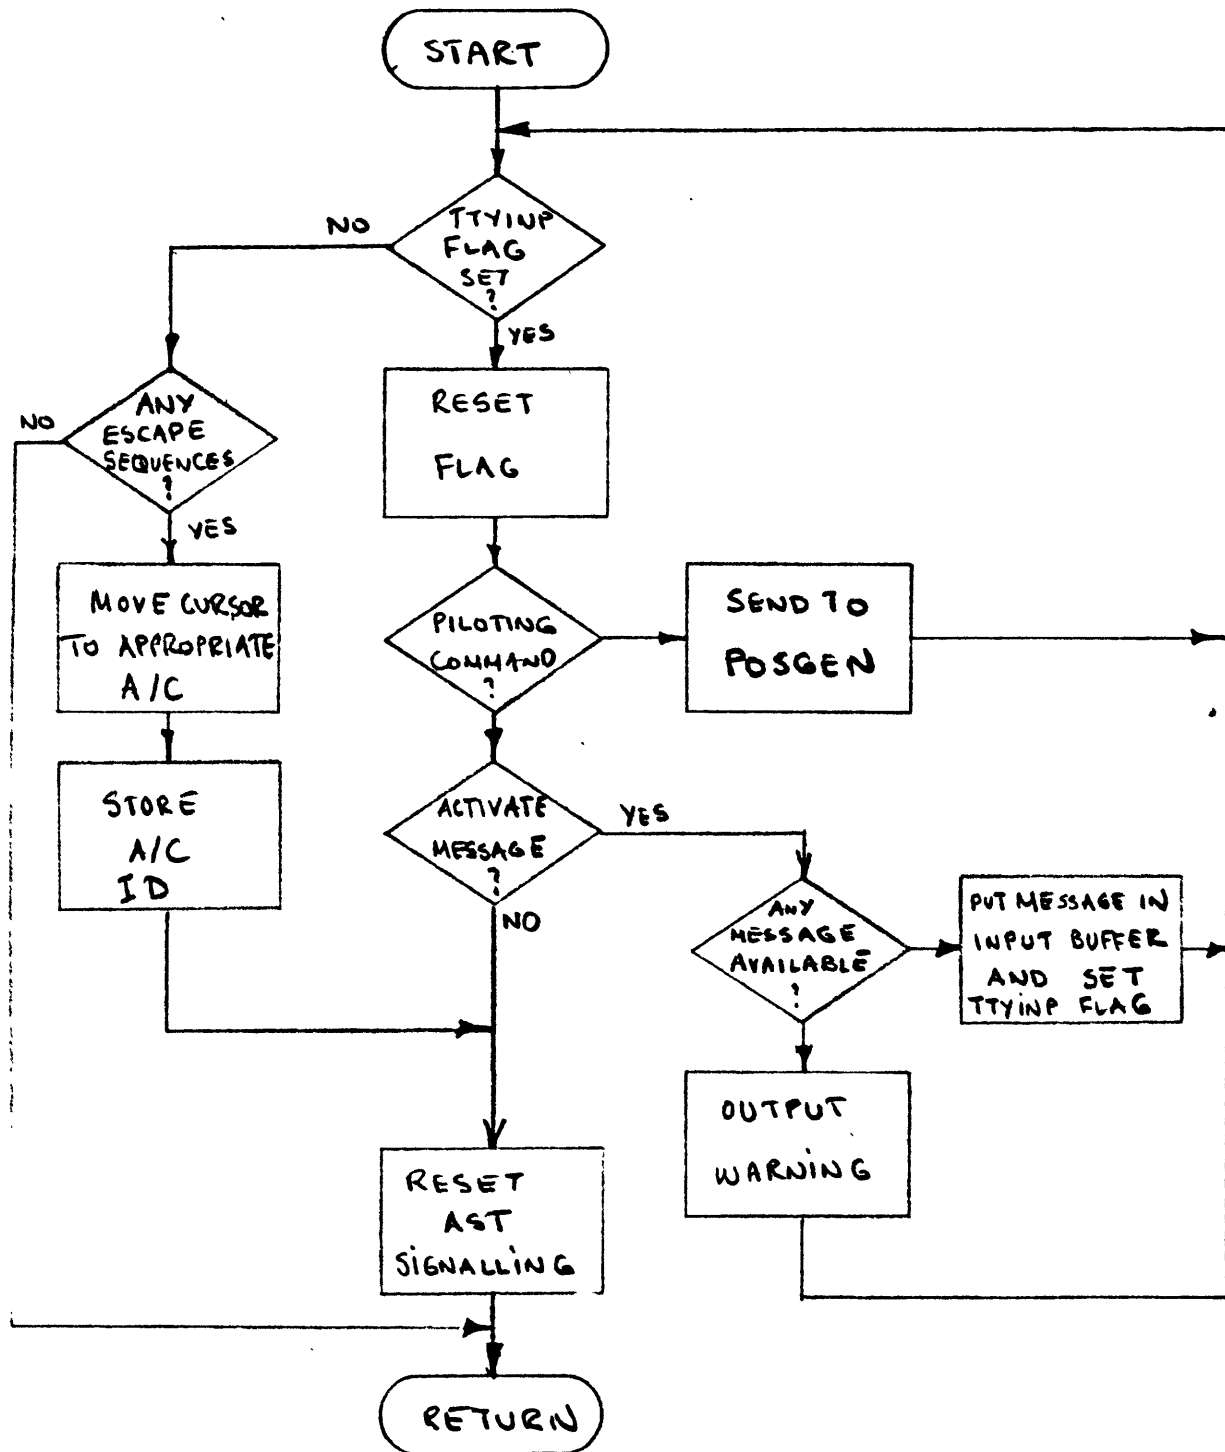 START
NO
TTYINP
FLAG
SET
?
YES
NO
ANY
ESCAPE
SEQUENCES
?
YES
RESET
FLAG
MOVE CURSOR
TO APPROPRIATE
A/C
PILOTING
COMMAND
?
SEND TO
POSGEN
STORE
A/C
ID
ACTIVATE
MESSAGE
?
YES
NO
ANY
MESSAGE
AVAILABLE
?
PUT MESSAGE IN
INPUT BUFFER
AND SET
TTYINP FLAG
OUTPUT
WARNING
RESET
AST
SIGNALLING
RETURN